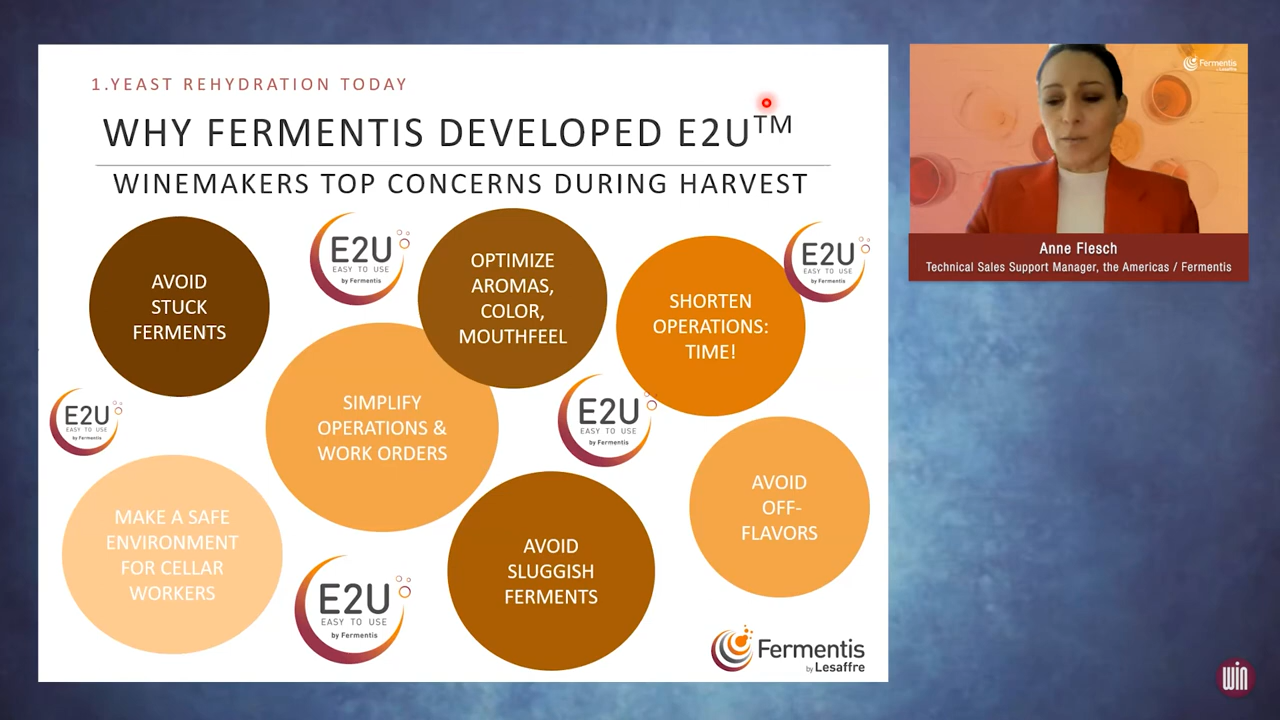 1.YEAST REHYDRATION TODAY
WHY FERMENTIS DEVELOPED E2U™
WINEMAKERS TOP CONCERNS DURING HARVEST
AVOID
STUCK
FERMENTS
E2U
EASY TO USE
by Fermentis
OPTIMIZE
AROMAS,
COLOR,
MOUTHFEEL
SHORTEN
OPERATIONS:
TIME!
E2U
EASY TO USE
by Fermentis
E2U
EASY TO USE
by Fermentis
SIMPLIFY
OPERATIONS &
WORK ORDERS
E2U
EASY TO USE
by Fermentis
AVOID
OFF-
FLAVORS
MAKE A SAFE
ENVIRONMENT
FOR CELLAR
WORKERS
E2U
EASY TO USE
by Fermentis
AVOID
SLUGGISH
FERMENTS
Fermentis
by Lesaffre
Fermentis
by Lesaffre
Anne Flesch
Technical Sales Support Manager, the Americas / Fermentis
win